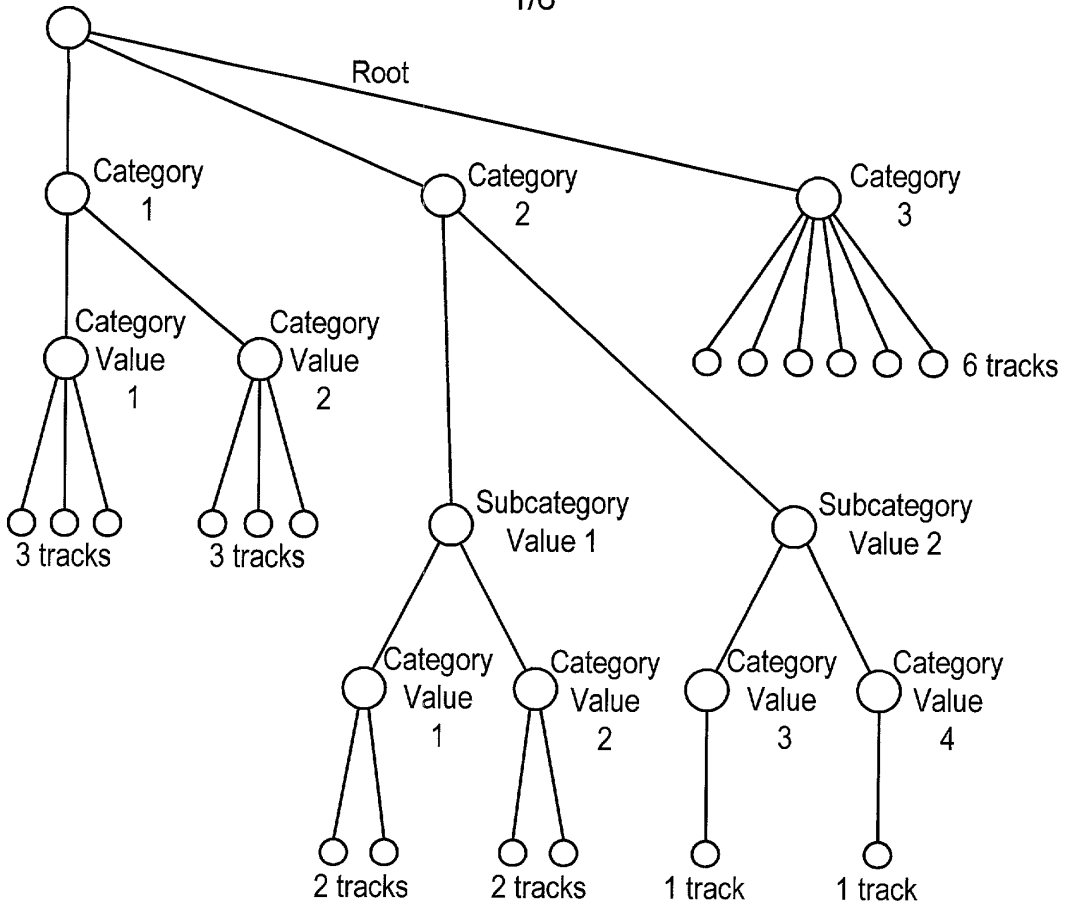 Root
Category
1
Category
2
Category
3
Category
Value
1
Category
Value
2
6 tracks
3 tracks
3 tracks
Subcategory
Value 1
Subcategory
Value 2
Category
Value
1
Category
Value
2
Category
Value
3
Category
Value
4
2 tracks
2 tracks
1 track
1 track